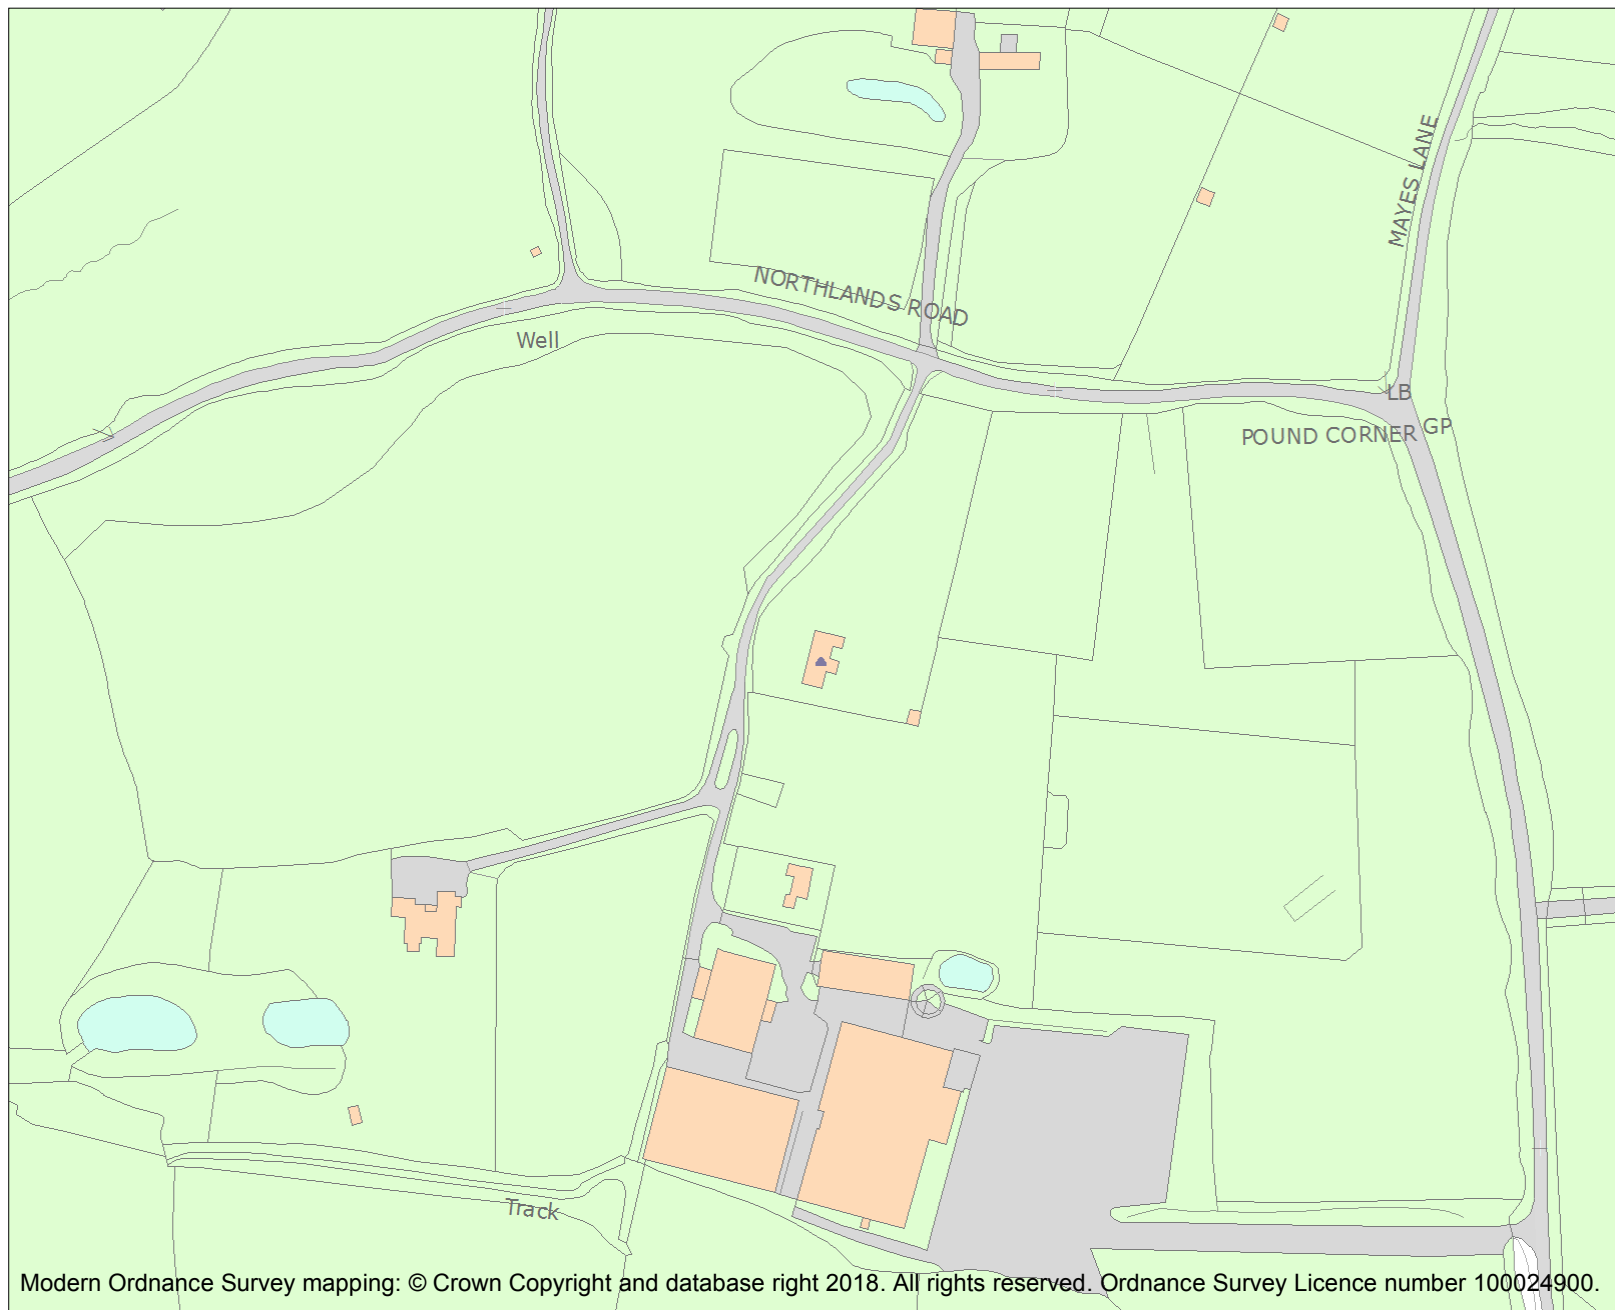 MAYES LANE
NORTHLANDS ROAD
Well
LB
POUND CORNER
GP
Track
Modern Ordnance Survey mapping: © Crown Copyright and database right 2018. All rights reserved. Ordnance Survey Licence number 100024900.